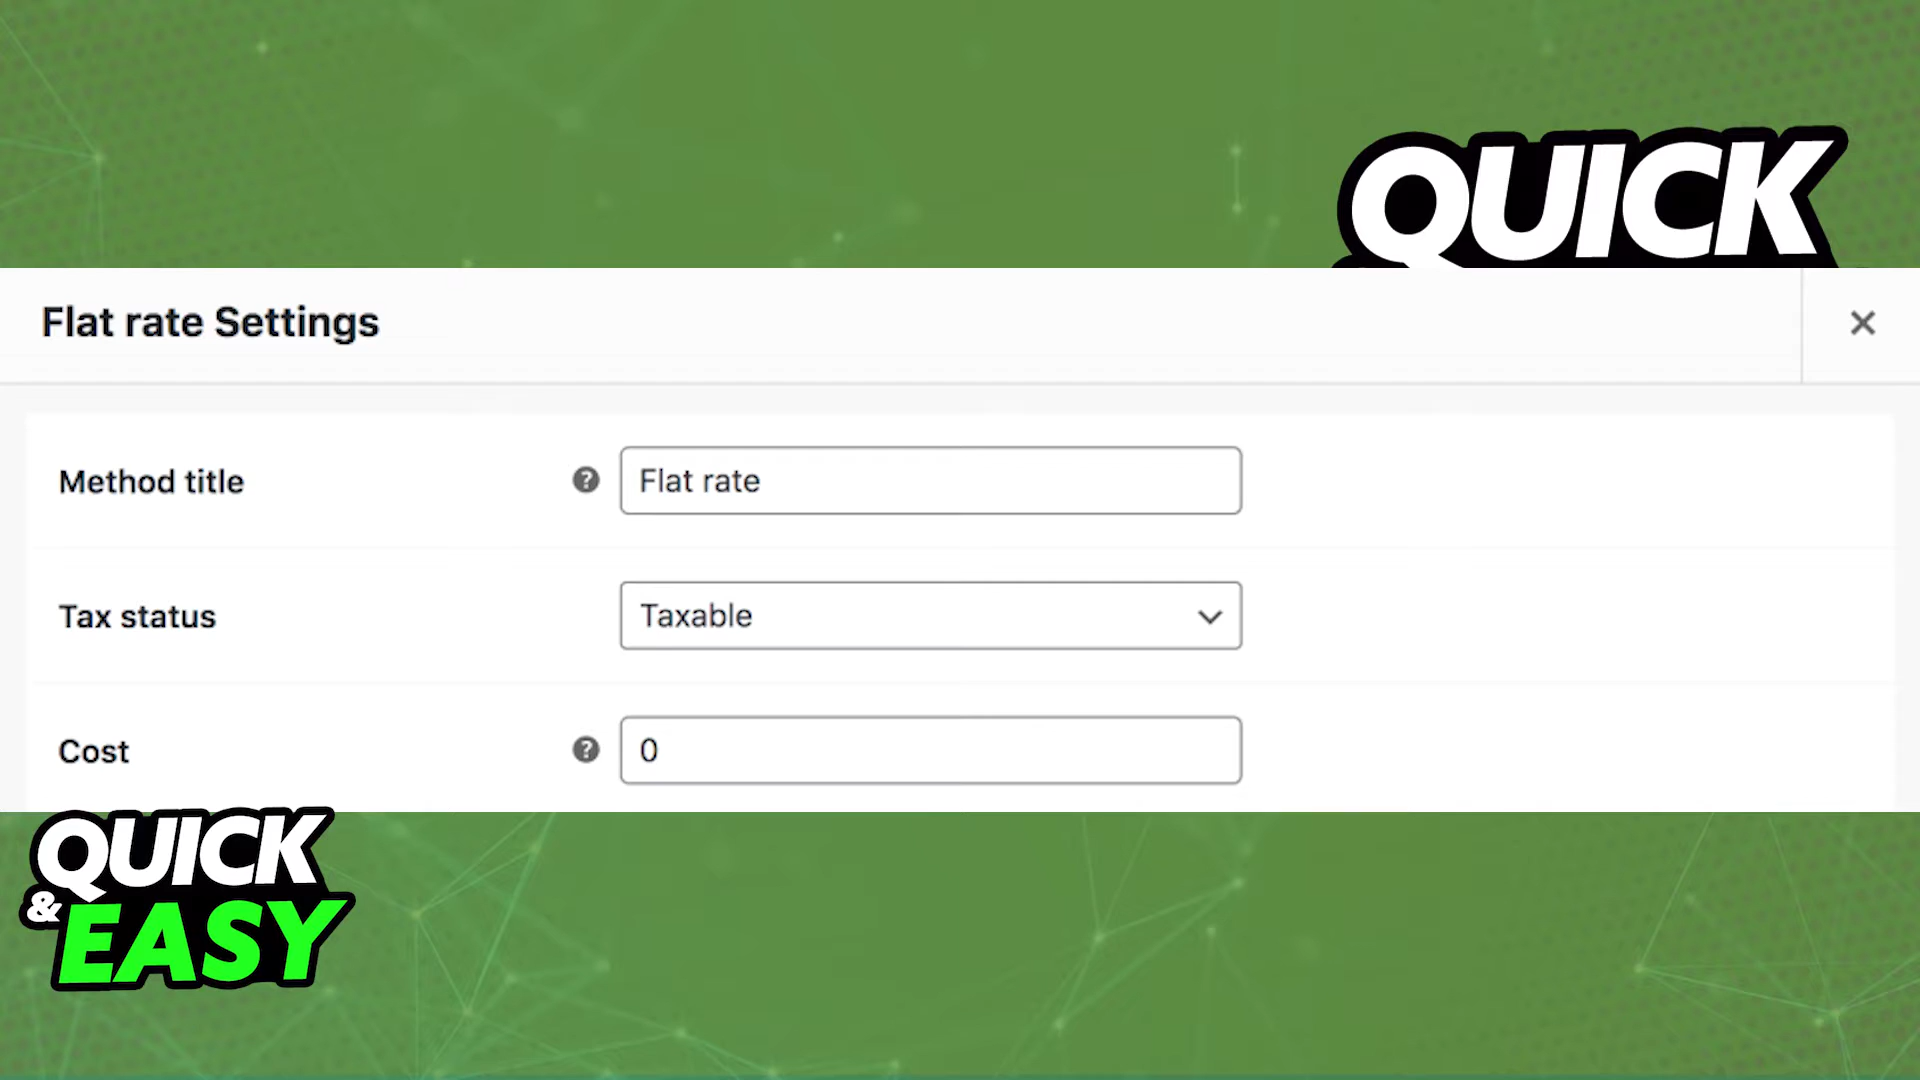 QUICK
Flat rate Settings
Method title
Flat rate
Tax status
Taxable
Cost
0
QUICK
& EASY